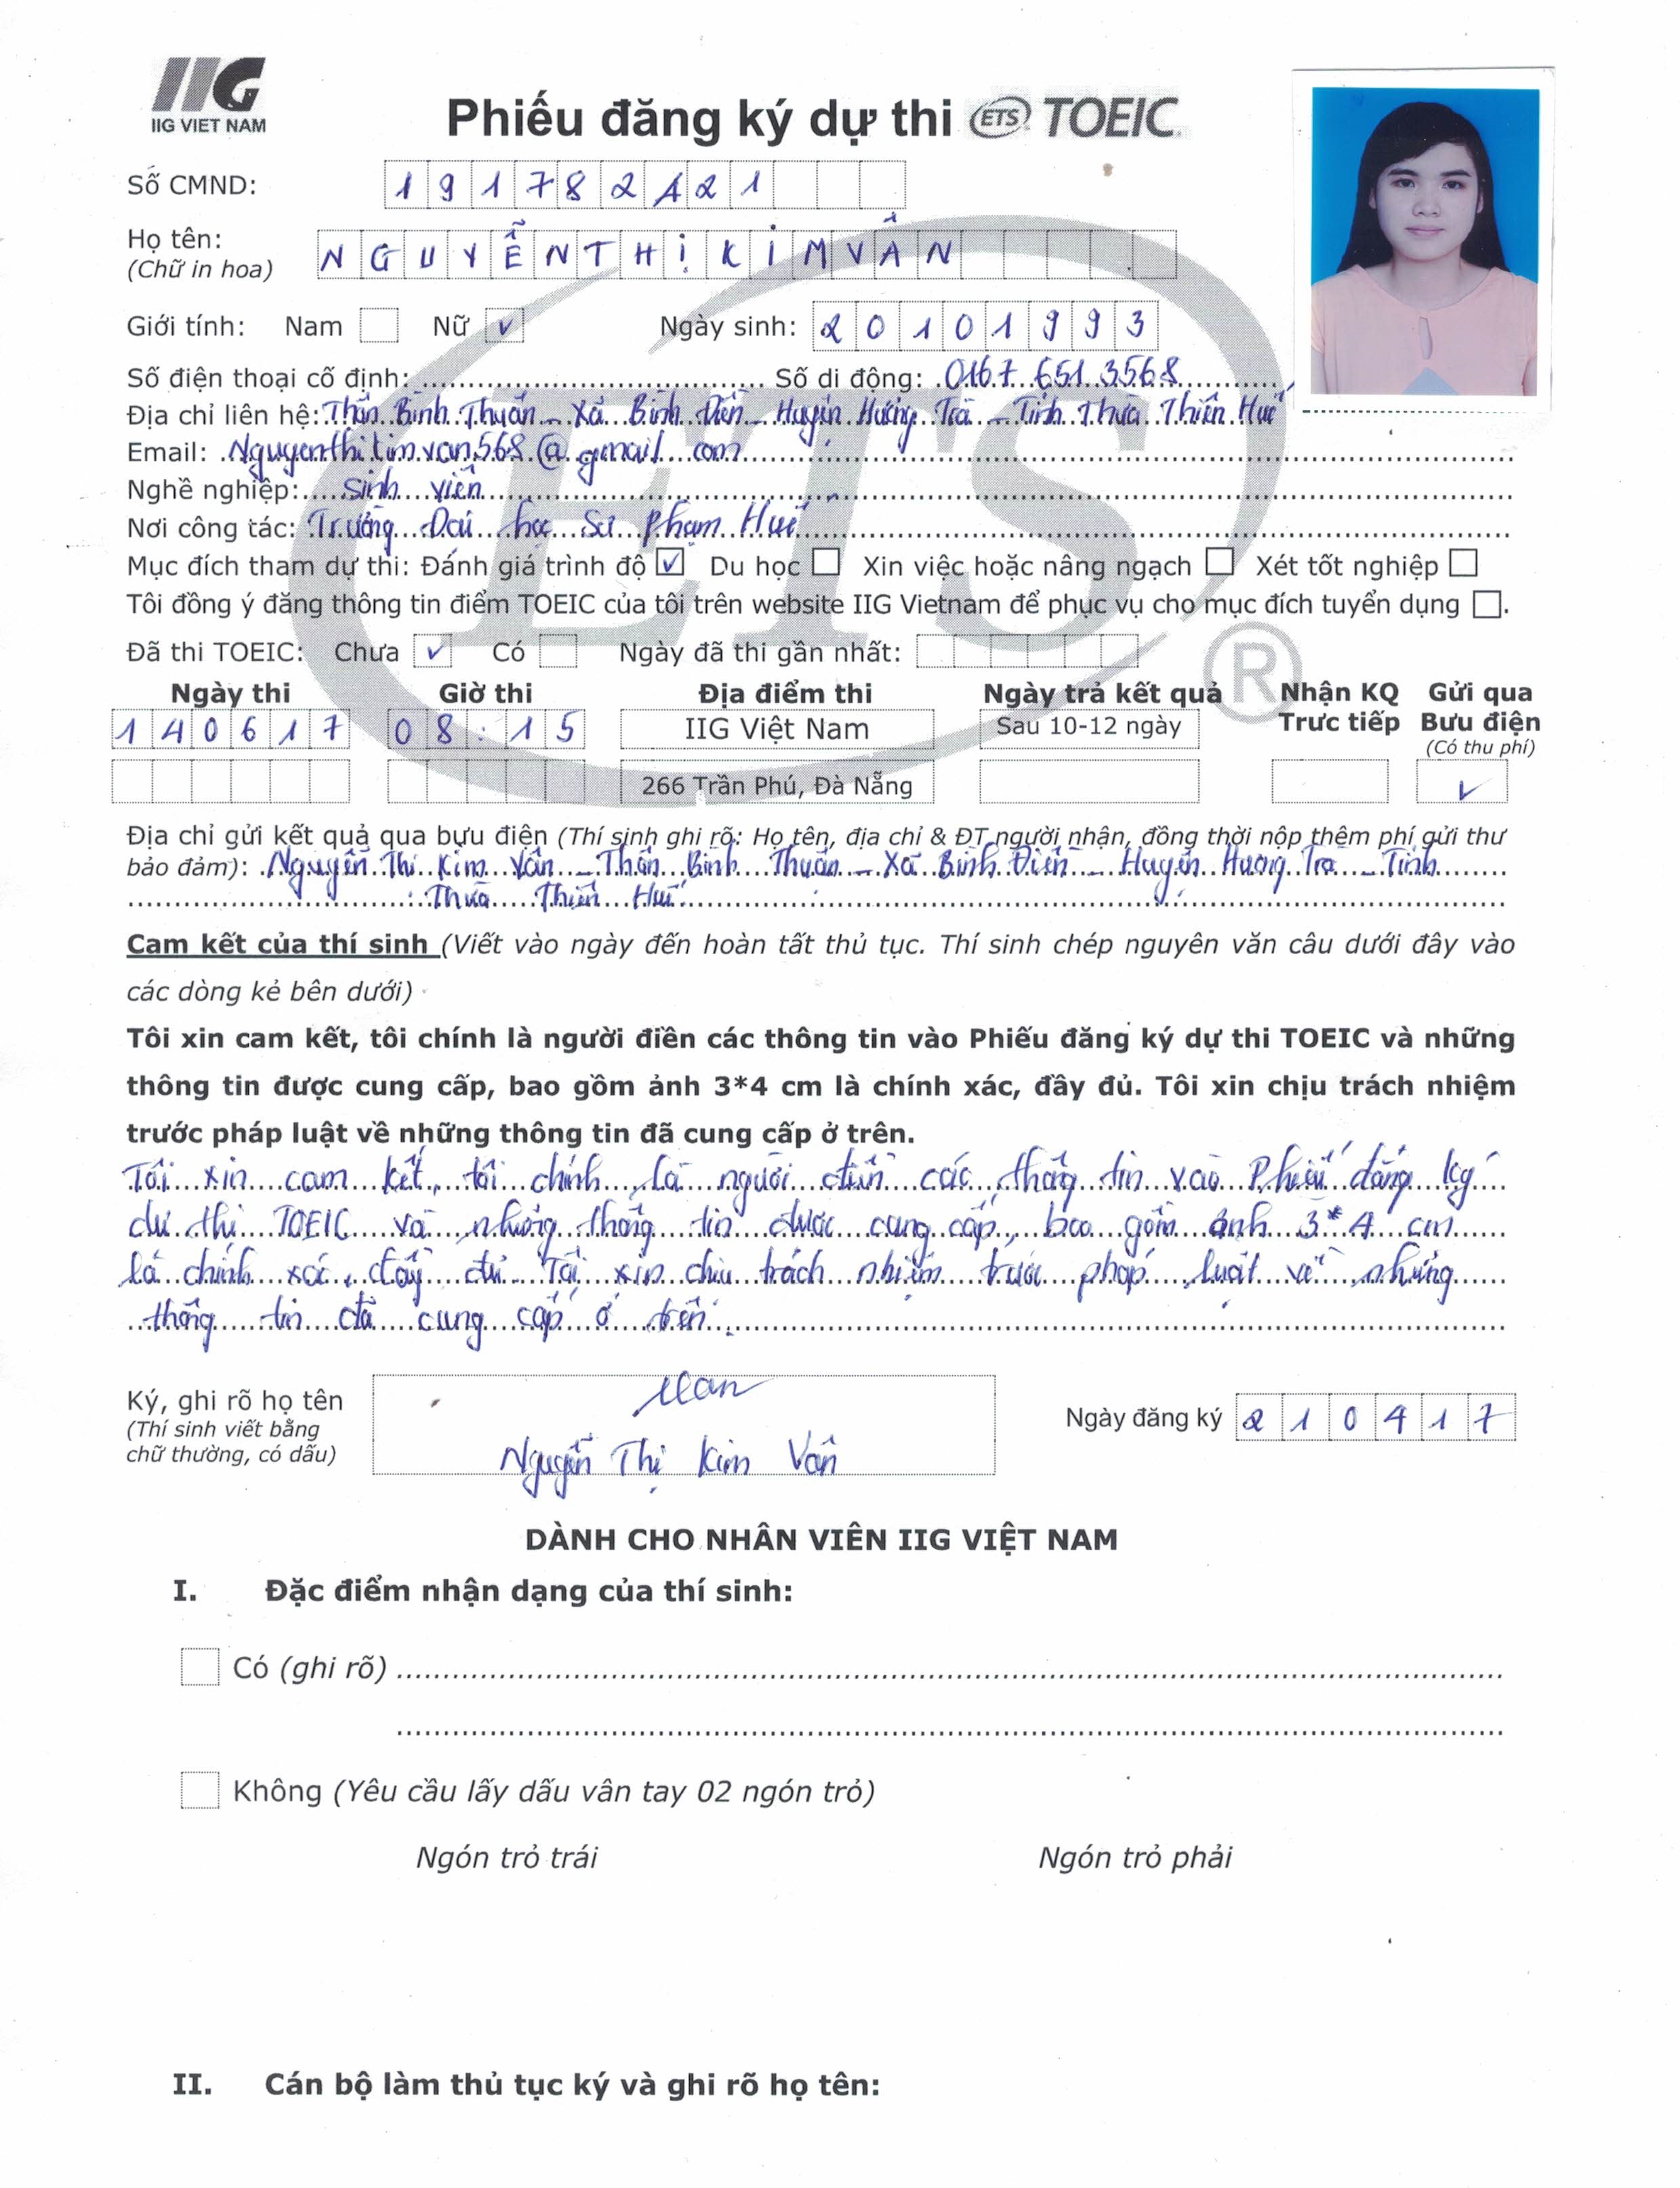 IIG
IIG VIET NAM
Phiếu đăng ký dự thi ETS TOEIC
Số CMND: 191782421
Họ tên: NGUYỄN THỊ KIM VÂN
(Chữ in hoa)
Giới tính: Nam Nữ ✓ Ngày sinh: 20101993
Số điện thoại cố định: Số di động: 0167 651 3568
Địa chỉ liên hệ: Thôn Bình Thuận - Xã Bình Điền - Huyện Hương Trà - Tỉnh Thừa Thiên Huế
Email: Nguyenthikimvan568@gmail.com
Nghề nghiệp: Sinh viên
Nơi công tác: Trường Đại học Sư phạm Huế
Mục đích tham dự thi: Đánh giá trình độ ✓ Du học Xin việc hoặc nâng ngạch Xét tốt nghiệp
Tôi đồng ý đăng thông tin điểm TOEIC của tôi trên website IIG Vietnam để phục vụ cho mục đích tuyển dụng .
Đã thi TOEIC: Chưa ✓ Có Ngày đã thi gần nhất:
Ngày thi Giờ thi Địa điểm thi Ngày trả kết quả Nhận KQ Trực tiếp Gửi qua Bưu điện (Có thu phí)
140617 08:15 IIG Việt Nam Sau 10-12 ngày
266 Trần Phú, Đà Nẵng ✓
Địa chỉ gửi kết quả qua bưu điện (Thí sinh ghi rõ: Họ tên, địa chỉ & ĐT người nhận, đồng thời nộp thêm phí gửi thư
bảo đảm): Nguyễn Thị Kim Vân - Thôn Bình Thuận - Xã Bình Điền - Huyện Hương Trà - Tỉnh
Thừa Thiên Huế
Cam kết của thí sinh (Viết vào ngày đến hoàn tất thủ tục. Thí sinh chép nguyên văn câu dưới đây vào
các dòng kẻ bên dưới)
Tôi xin cam kết, tôi chính là người điền các thông tin vào Phiếu đăng ký dự thi TOEIC và những
thông tin được cung cấp, bao gồm ảnh 3*4 cm là chính xác, đầy đủ. Tôi xin chịu trách nhiệm
trước pháp luật về những thông tin đã cung cấp ở trên.
Tôi xin cam kết, tôi chính là người điền các thông tin vào Phiếu đăng ký
dự thi TOEIC và những thông tin được cung cấp, bao gồm ảnh 3*4 cm
là chính xác, đầy đủ. Tôi xin chịu trách nhiệm trước pháp luật về những
thông tin đã cung cấp ở trên.
Ký, ghi rõ họ tên
(Thí sinh viết bằng
chữ thường, có dấu)
Nguyễn Thị Kim Vân
Ngày đăng ký 210417
DÀNH CHO NHÂN VIÊN IIG VIỆT NAM
I. Đặc điểm nhận dạng của thí sinh:
Có (ghi rõ)
Không (Yêu cầu lấy dấu vân tay 02 ngón trỏ)
Ngón trỏ trái Ngón trỏ phải
II. Cán bộ làm thủ tục ký và ghi rõ họ tên:
ETS ®